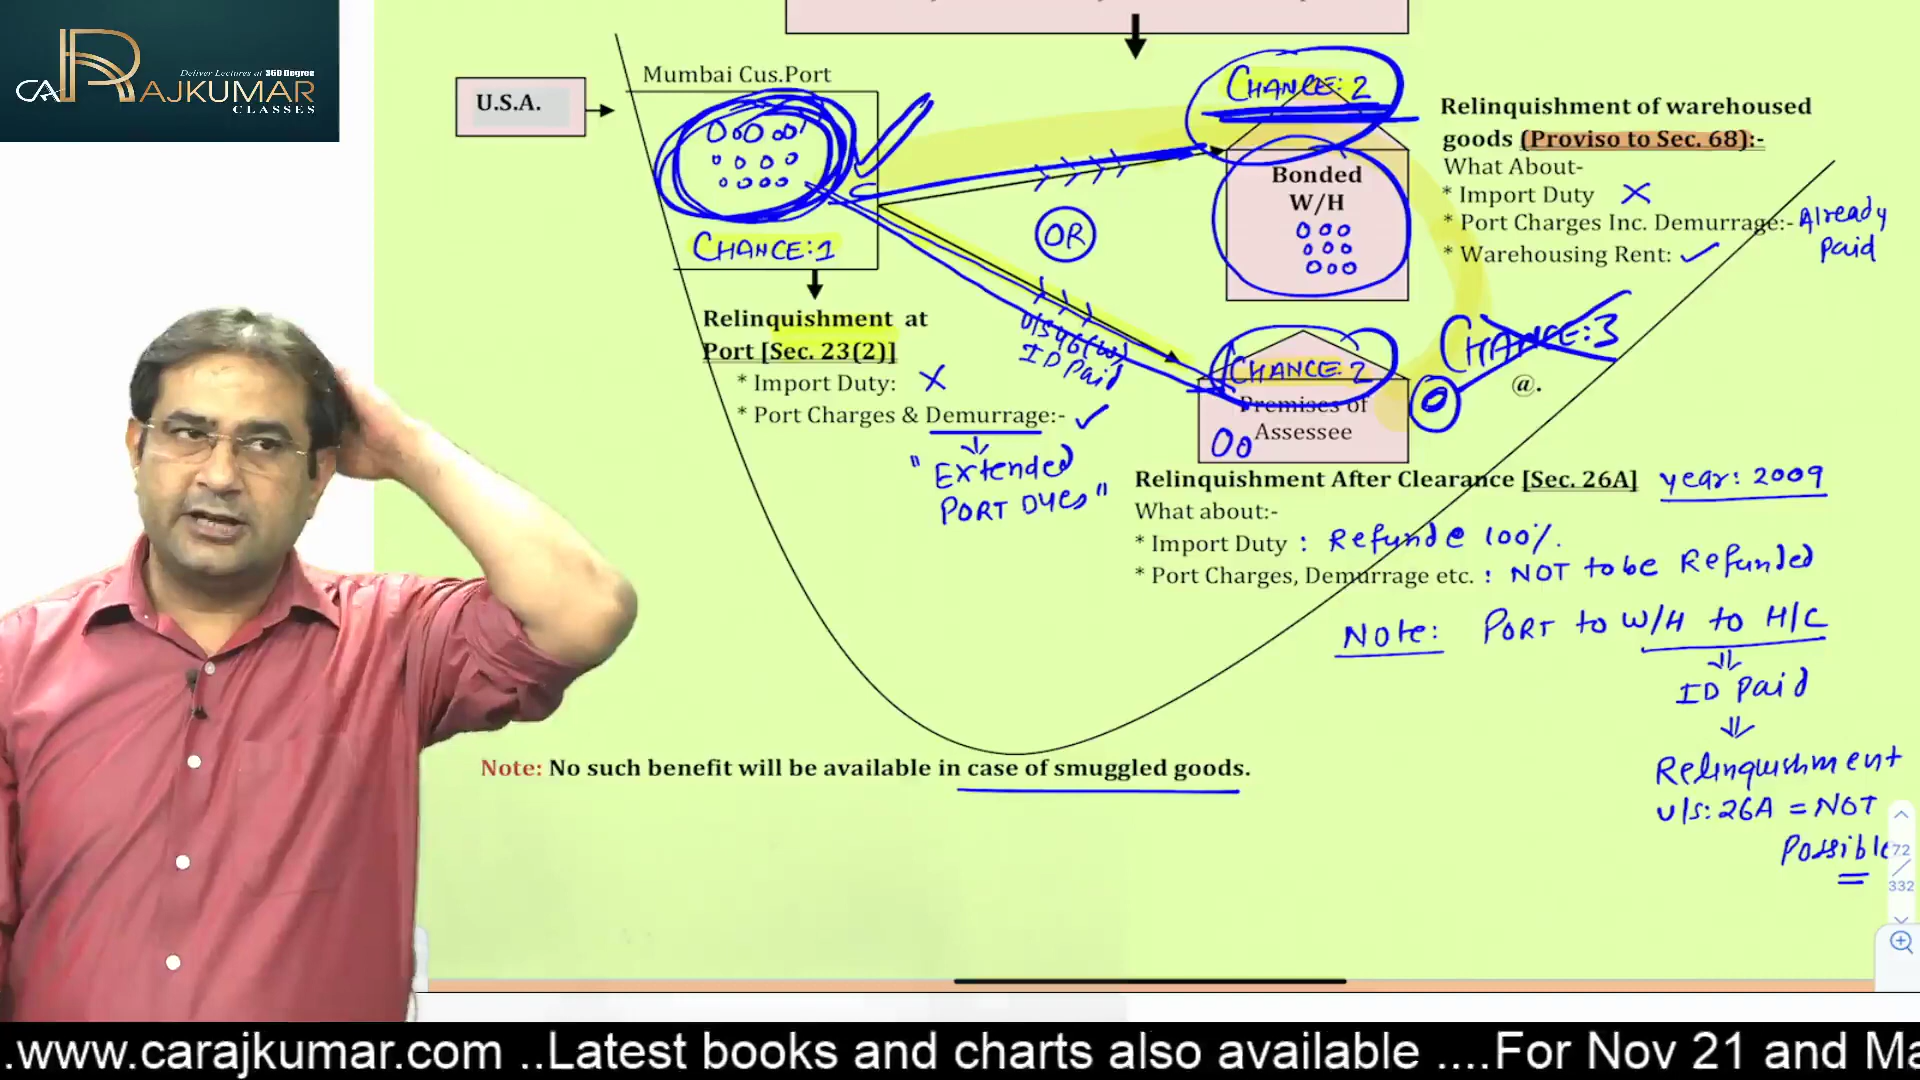 Deliver Lectures at 360 Degree
CA RAJKUMAR
CLASSES
U.S.A.
Mumbai Cus.Port
CHANCE:1
OR
U/S 46(w)
ID Paid
CHANCE:2
Bonded
W/H
CHANCE:2
Premises of
Assessee
CHANCE:3
@.
Relinquishment of warehoused
goods (Proviso to Sec. 68):-
What About-
* Import Duty X
* Port Charges Inc. Demurrage:- Already
Paid
* Warehousing Rent: ✓
Relinquishment at
Port [Sec. 23(2)]
* Import Duty: X
* Port Charges & Demurrage:- ✓
" Extended
PORT DYES "
Relinquishment After Clearance [Sec. 26A] year: 2009
What about:-
* Import Duty : Refund @ 100%.
* Port Charges, Demurrage etc. : NOT to be Refunded
Note: PORT to W/H to H/C
ID Paid
Relinquishment
U/S: 26A = NOT
Possible
Note: No such benefit will be available in case of smuggled goods.
72
332
..www.carajkumar.com ..Latest books and charts also available ....For Nov 21 and Ma